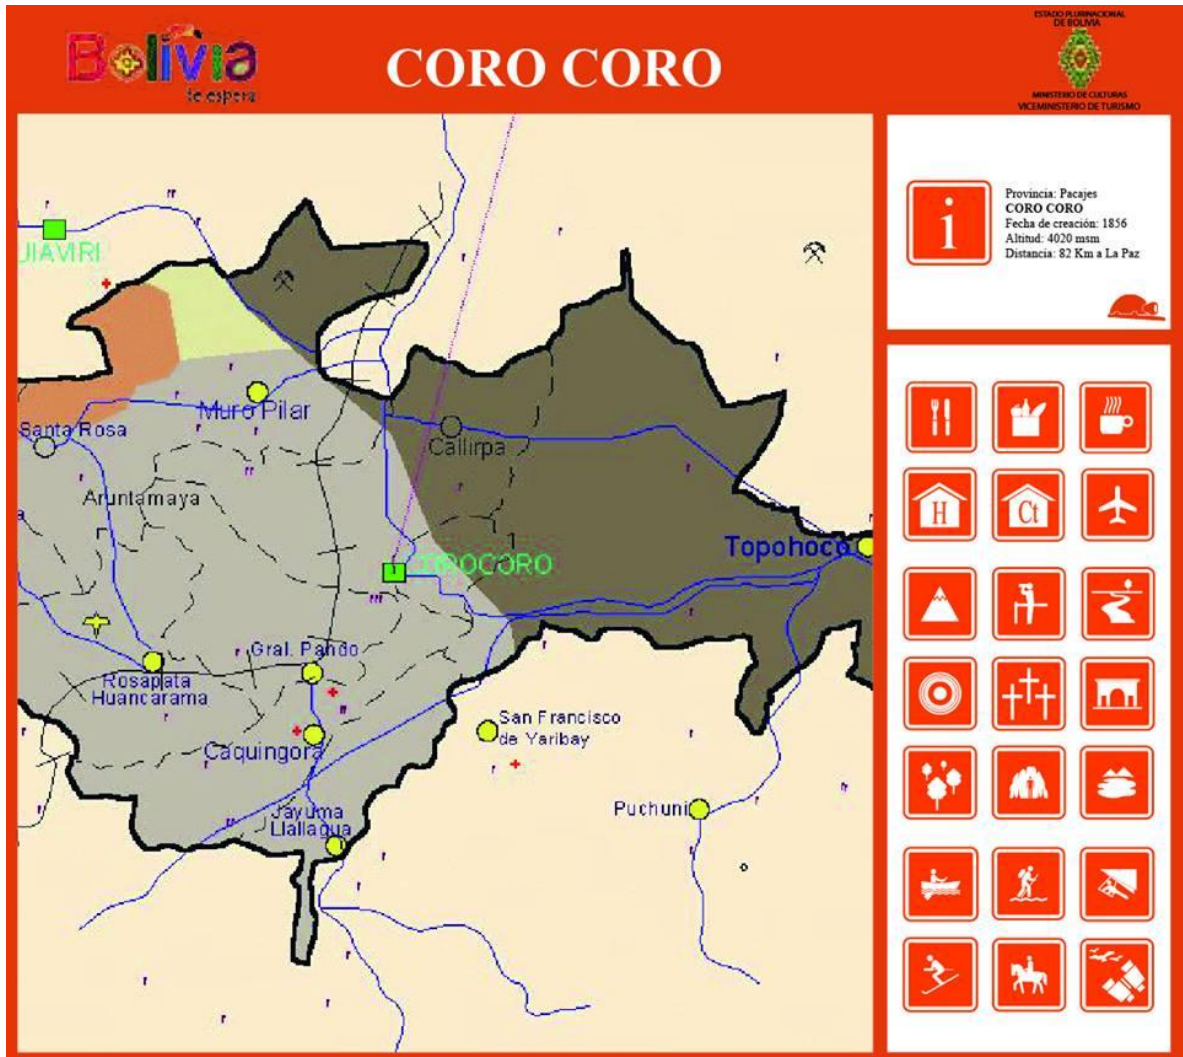 Bolivia
te espera
CORO CORO
ESTADO PLURINACIONAL
DE BOLIVIA
MINISTERIO DE CULTURAS
VICEMINISTERIO DE TURISMO
i
Provincia: Pacajes
CORO CORO
Fecha de creación: 1856
Altitud: 4020 msm
Distancia: 82 Km a La Paz
JIAVIRI
Muro Pilar
Santa Rosa
Callirpa
Aruntamaya
Topohoco
OROCORO
Gral. Pando
Rosapata
Huancarama
San Francisco
de Yaribay
Caquingora
Jayuma
Llallagua
Puchuni
H
Ct